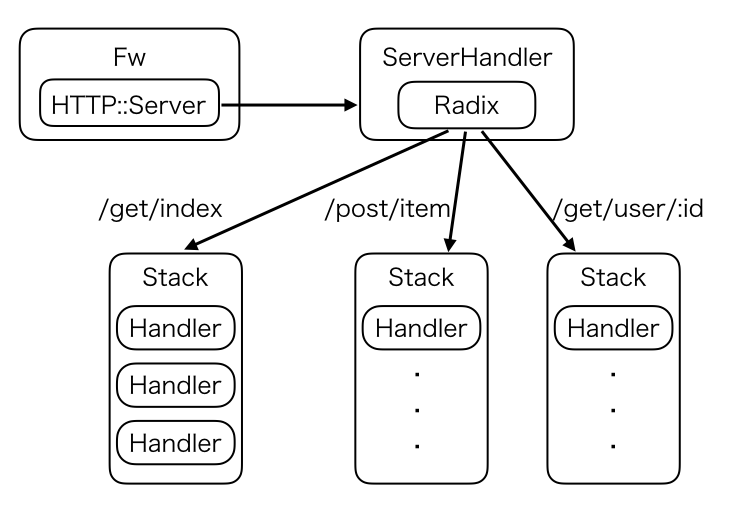 Fw
HTTP::Server
ServerHandler
Radix
/get/index
/post/item
/get/user/:id
Stack
Handler
Handler
Handler
Stack
Handler
.
.
.
Stack
Handler
.
.
.